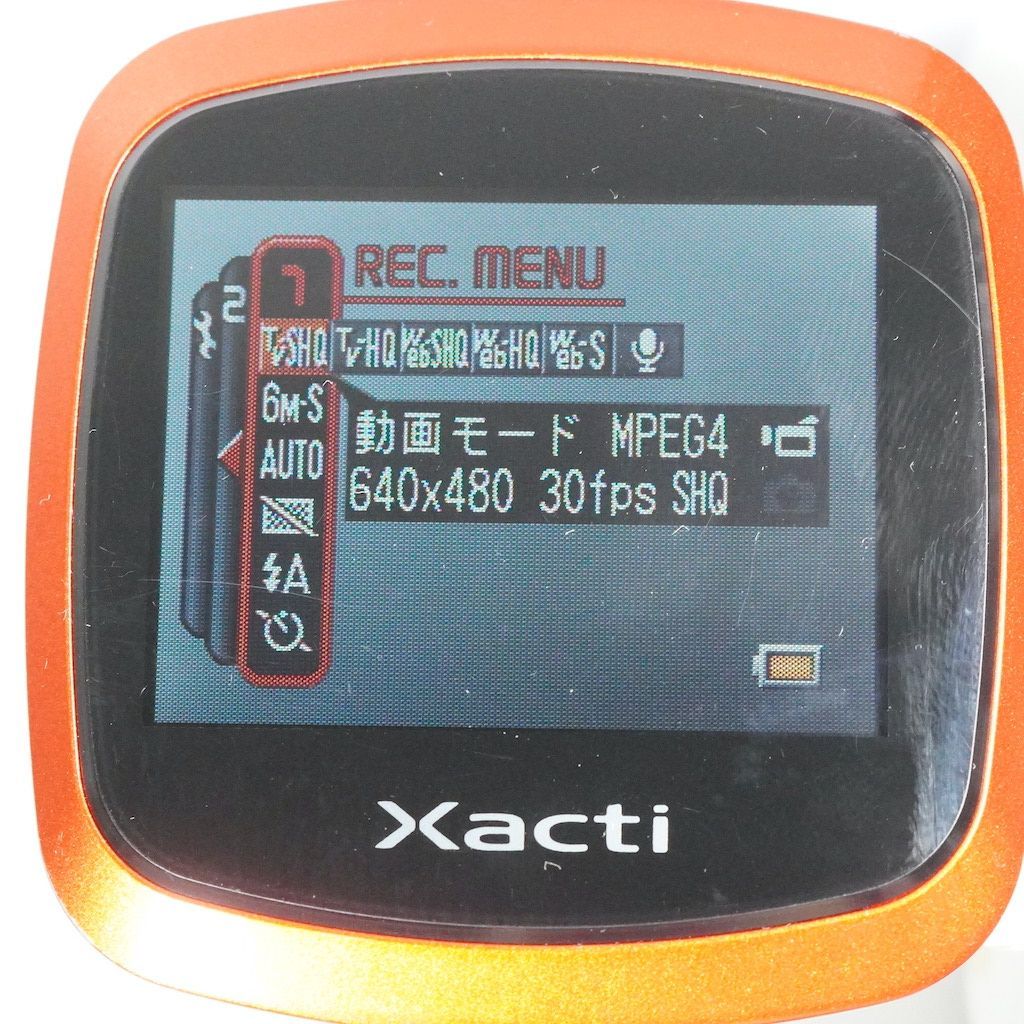 1 REC. MENU
2
TV-SHQ TV-HQ Web-SHQ Web-HQ Web-S
6M-S
動画モード MPEG4
AUTO
640x480 30fps SHQ
A
Xacti